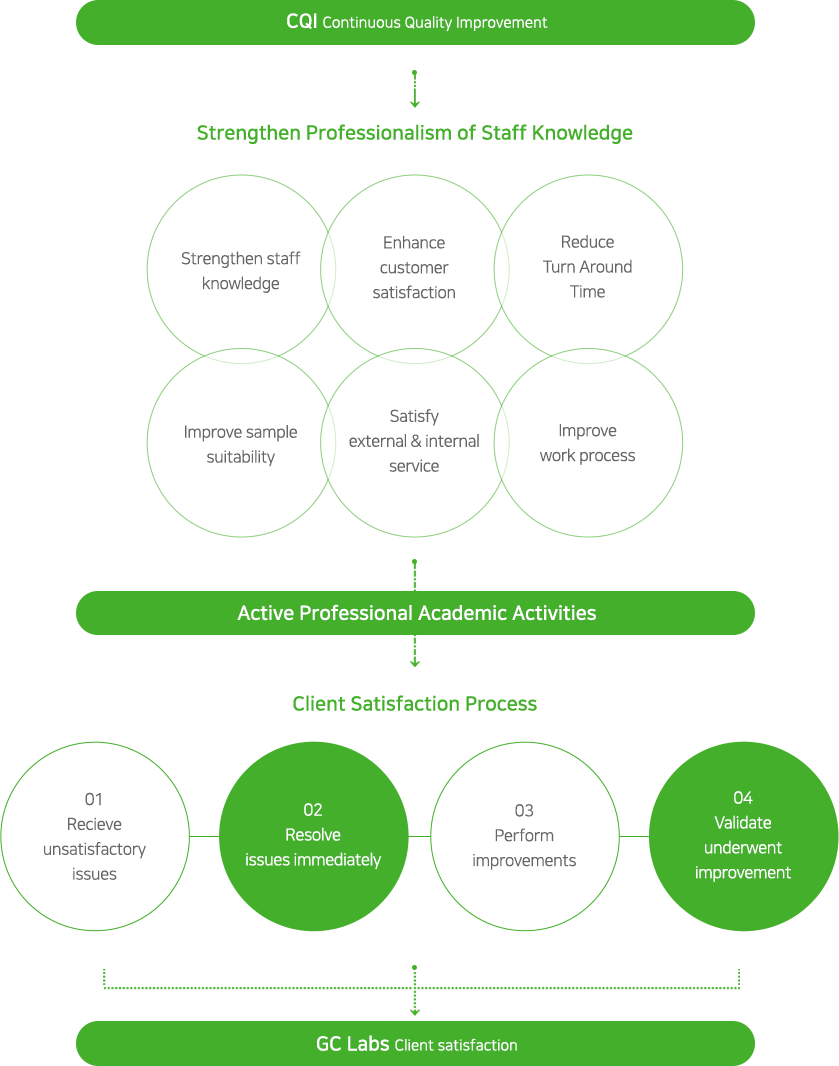 CQI Continuous Quality Improvement
Strengthen Professionalism of Staff Knowledge
Strengthen staff
knowledge
Enhance
customer
satisfaction
Reduce
Turn Around
Time
Improve sample
suitability
Satisfy
external & internal
service
Improve
work process
Active Professional Academic Activities
Client Satisfaction Process
01
Recieve
unsatisfactory
issues
02
Resolve
issues immediately
03
Perform
improvements
04
Validate
underwent
improvement
GC Labs Client satisfaction